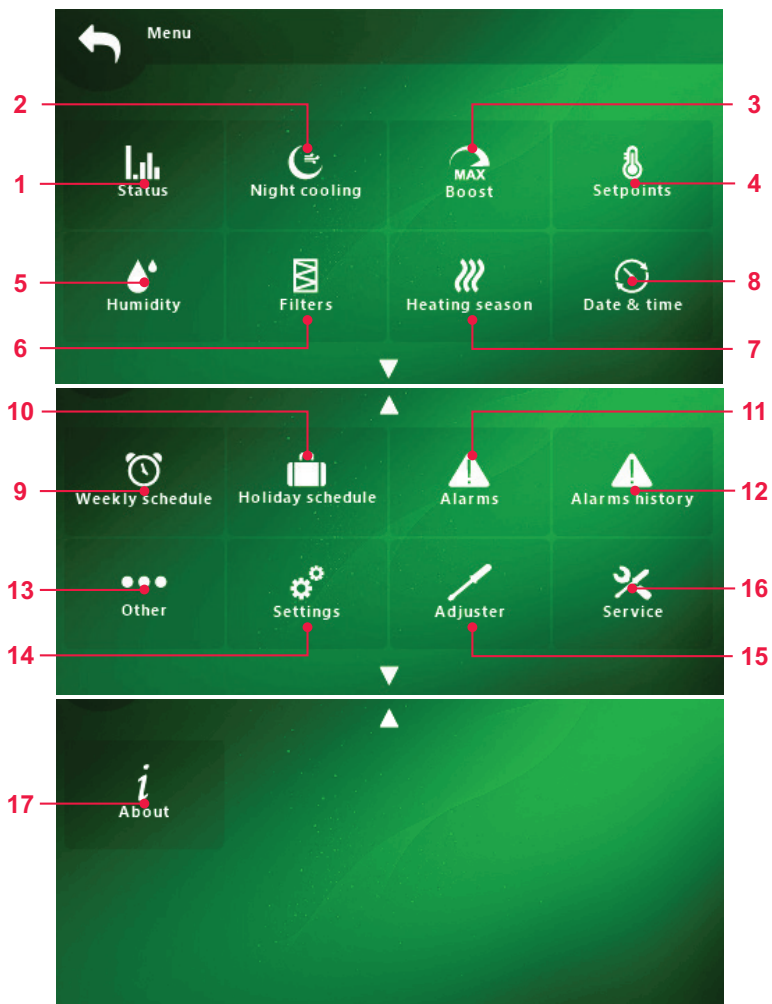 Menu
2
3
1
Status
Night cooling
MAX
Boost
Setpoints
4
5
Humidity
Filters
Heating season
Date & time
8
6
7
10
11
9
Weekly schedule
Holiday schedule
Alarms
Alarms history
12
13
Other
Settings
Adjuster
Service
16
14
15
17
i
About